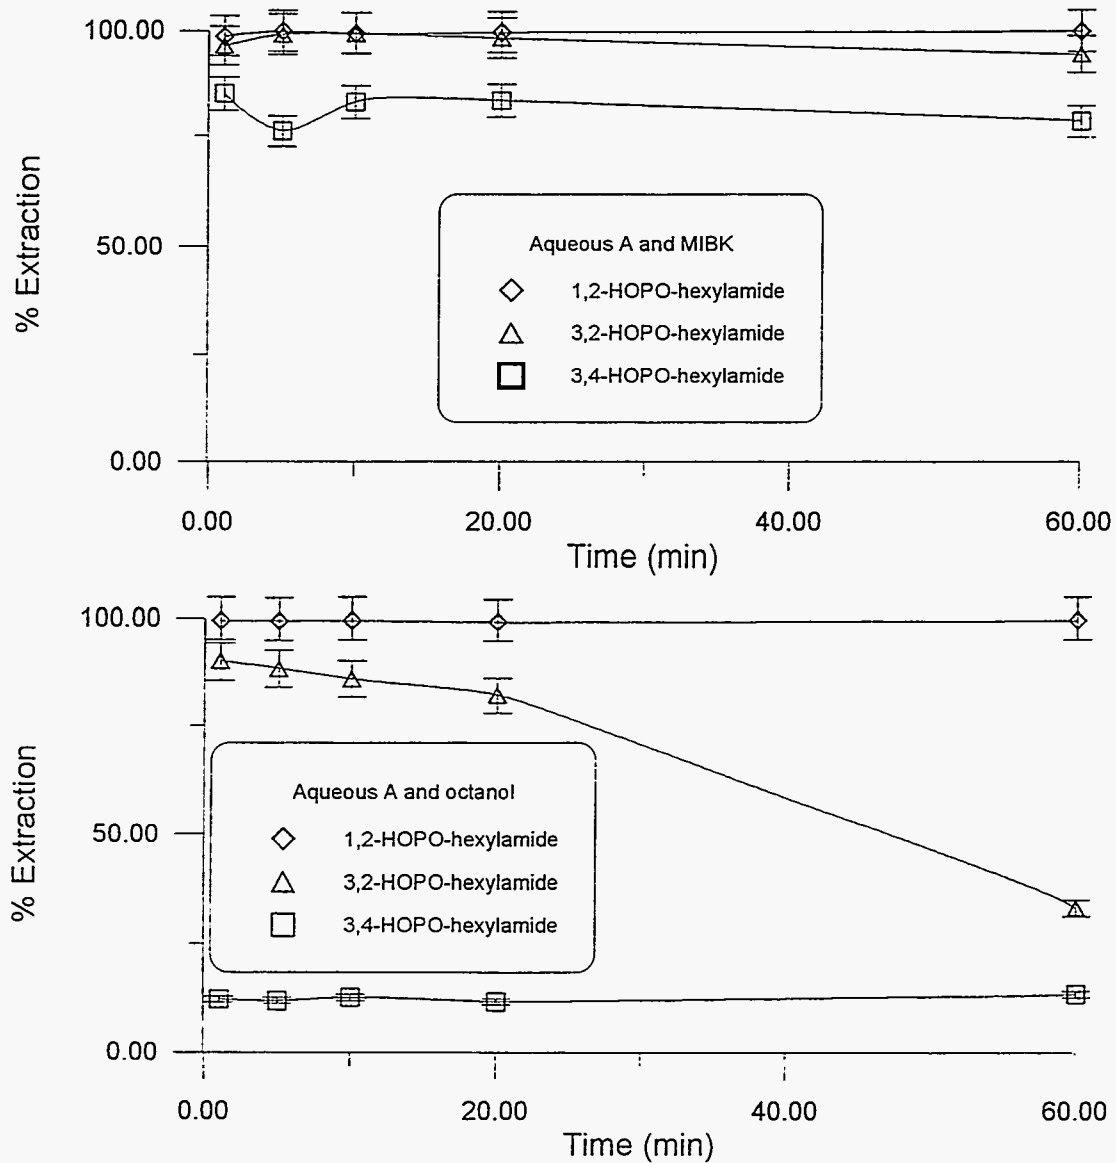 100.00
50.00
0.00
% Extraction
Aqueous A and MIBK
1,2-HOPO-hexylamide
3,2-HOPO-hexylamide
3,4-HOPO-hexylamide
0.00 20.00 40.00 60.00
Time (min)
100.00
50.00
0.00
% Extraction
Aqueous A and octanol
1,2-HOPO-hexylamide
3,2-HOPO-hexylamide
3,4-HOPO-hexylamide
0.00 20.00 40.00 60.00
Time (min)